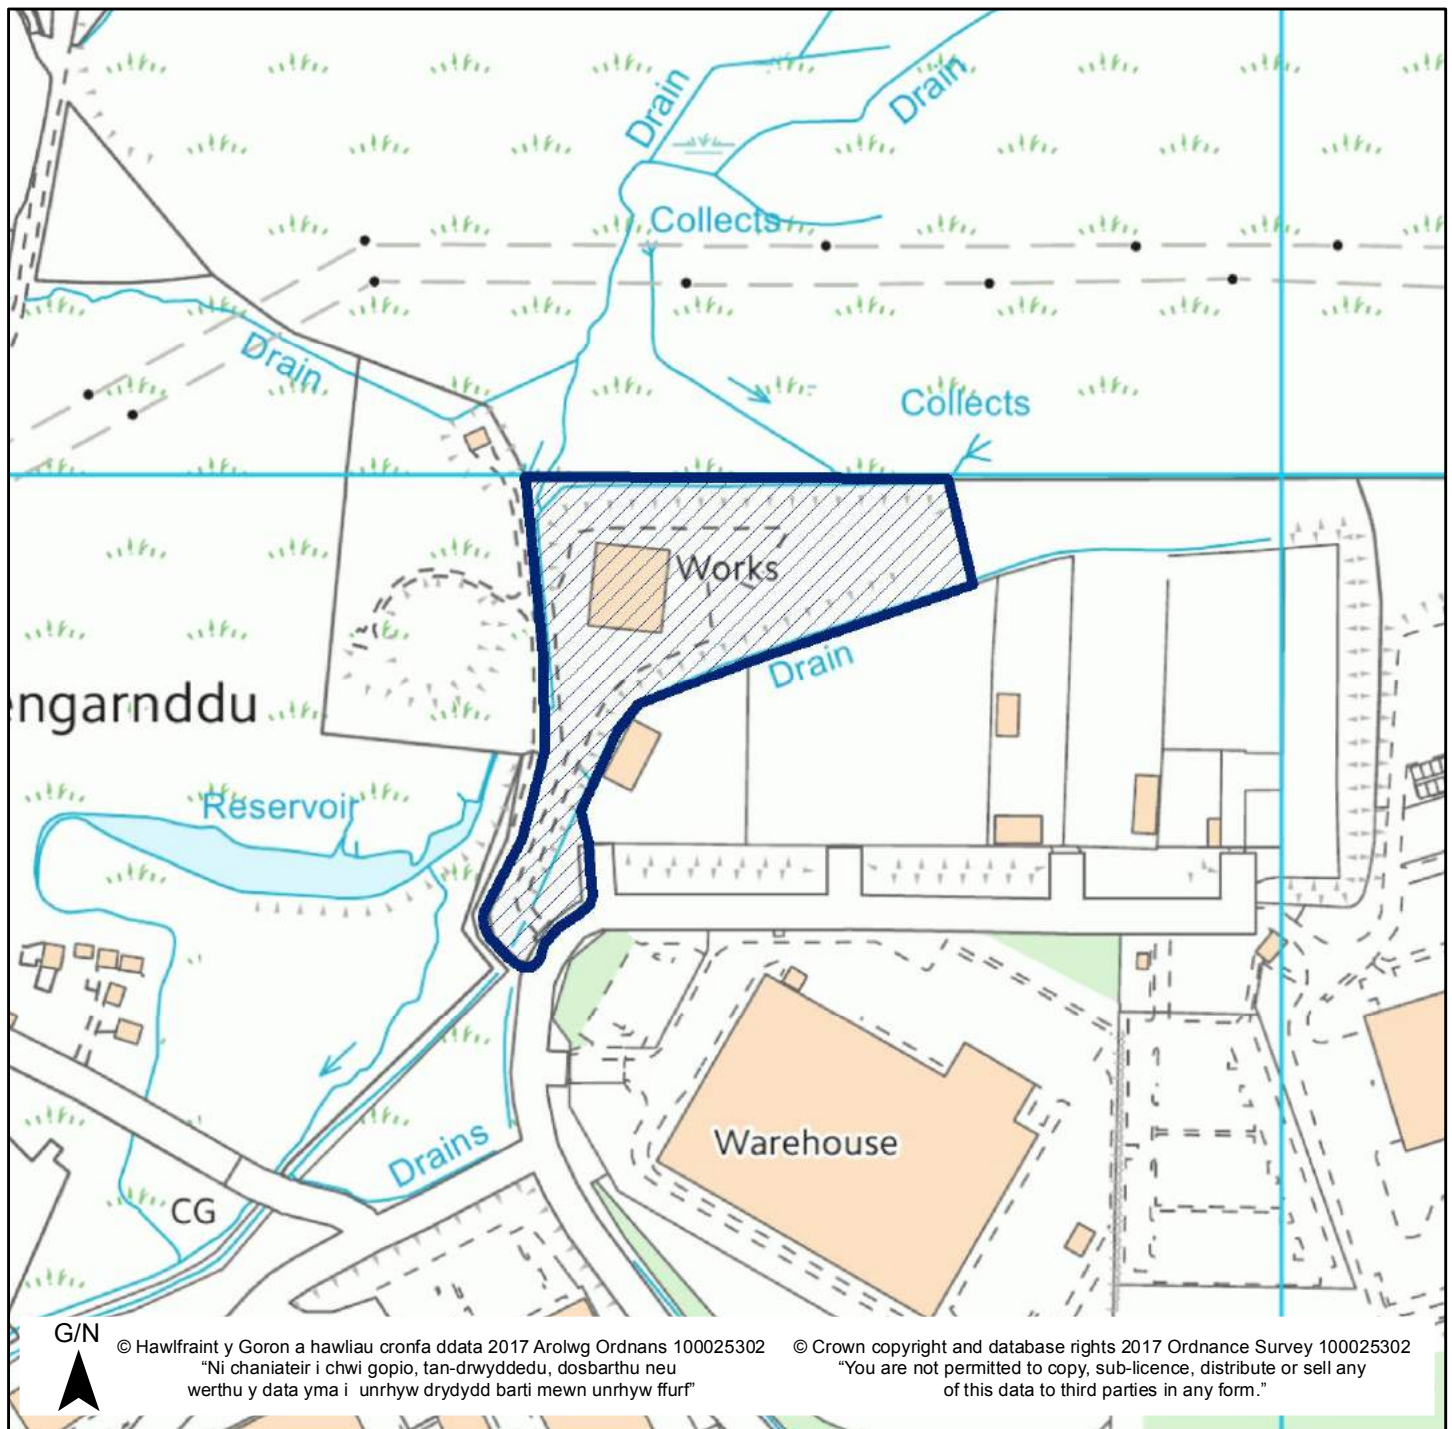 Drain
Drain
Collects
Drain
Collects
Works
Drain
ngarnddu
Reservoir
Drains
Warehouse
CG
G/N
© Hawlfraint y Goron a hawliau cronfa ddata 2017 Arolwg Ordnans 100025302
“Ni chaniateir i chwi gopio, tan-drwyddedu, dosbarthu neu
werthu y data yma i unrhyw drydydd barti mewn unrhyw ffurf”
© Crown copyright and database rights 2017 Ordnance Survey 100025302
“You are not permitted to copy, sub-licence, distribute or sell any
of this data to third parties in any form.”